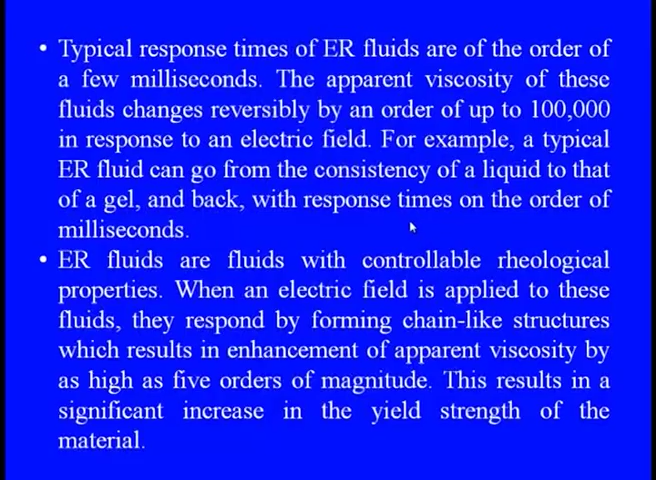 • Typical response times of ER fluids are of the order of
a few milliseconds. The apparent viscosity of these
fluids changes reversibly by an order of up to 100,000
in response to an electric field. For example, a typical
ER fluid can go from the consistency of a liquid to that
of a gel, and back, with response times on the order of
milliseconds.
• ER fluids are fluids with controllable rheological
properties. When an electric field is applied to these
fluids, they respond by forming chain-like structures
which results in enhancement of apparent viscosity by
as high as five orders of magnitude. This results in a
significant increase in the yield strength of the
material.